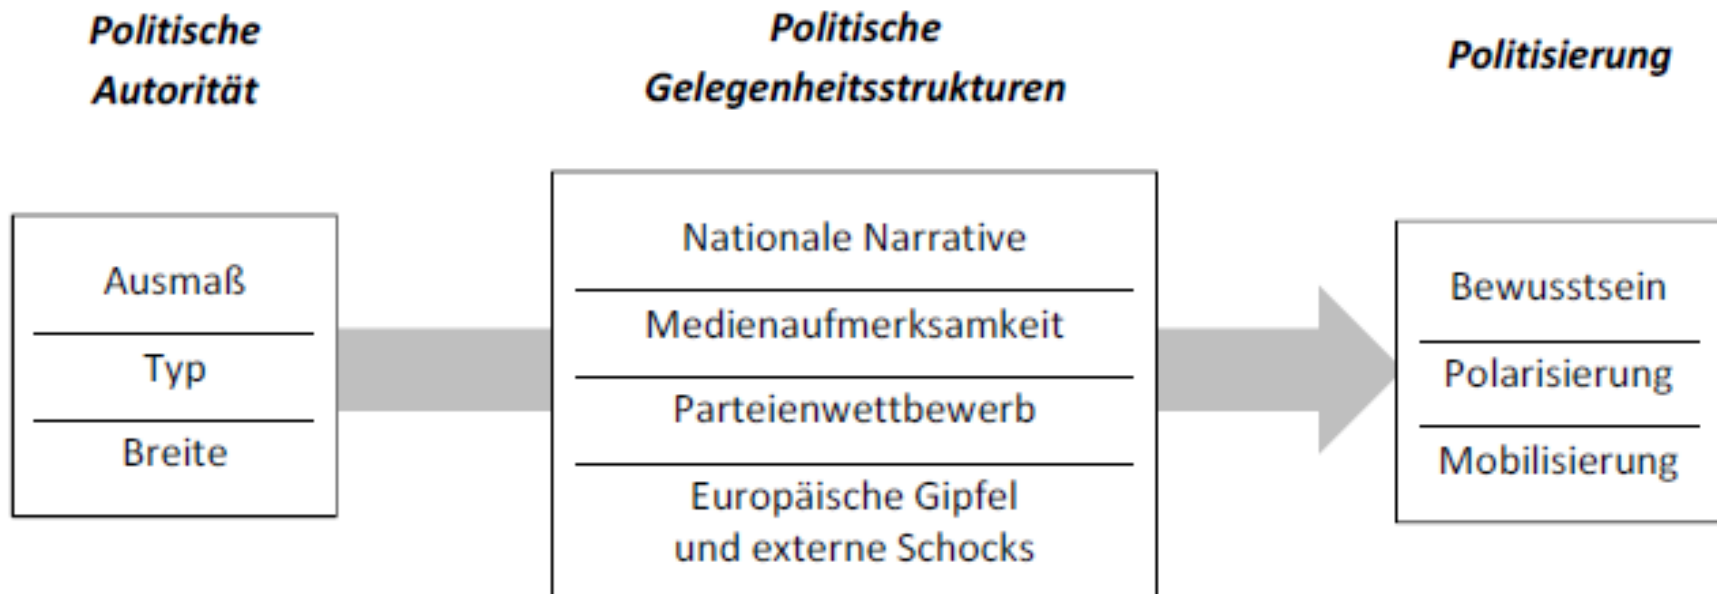 Politische
Autorität
Politische
Gelegenheitsstrukturen
Politisierung
Ausmaß
Typ
Breite
Nationale Narrative
Medienaufmerksamkeit
Parteienwettbewerb
Europäische Gipfel
und externe Schocks
Bewusstsein
Polarisierung
Mobilisierung